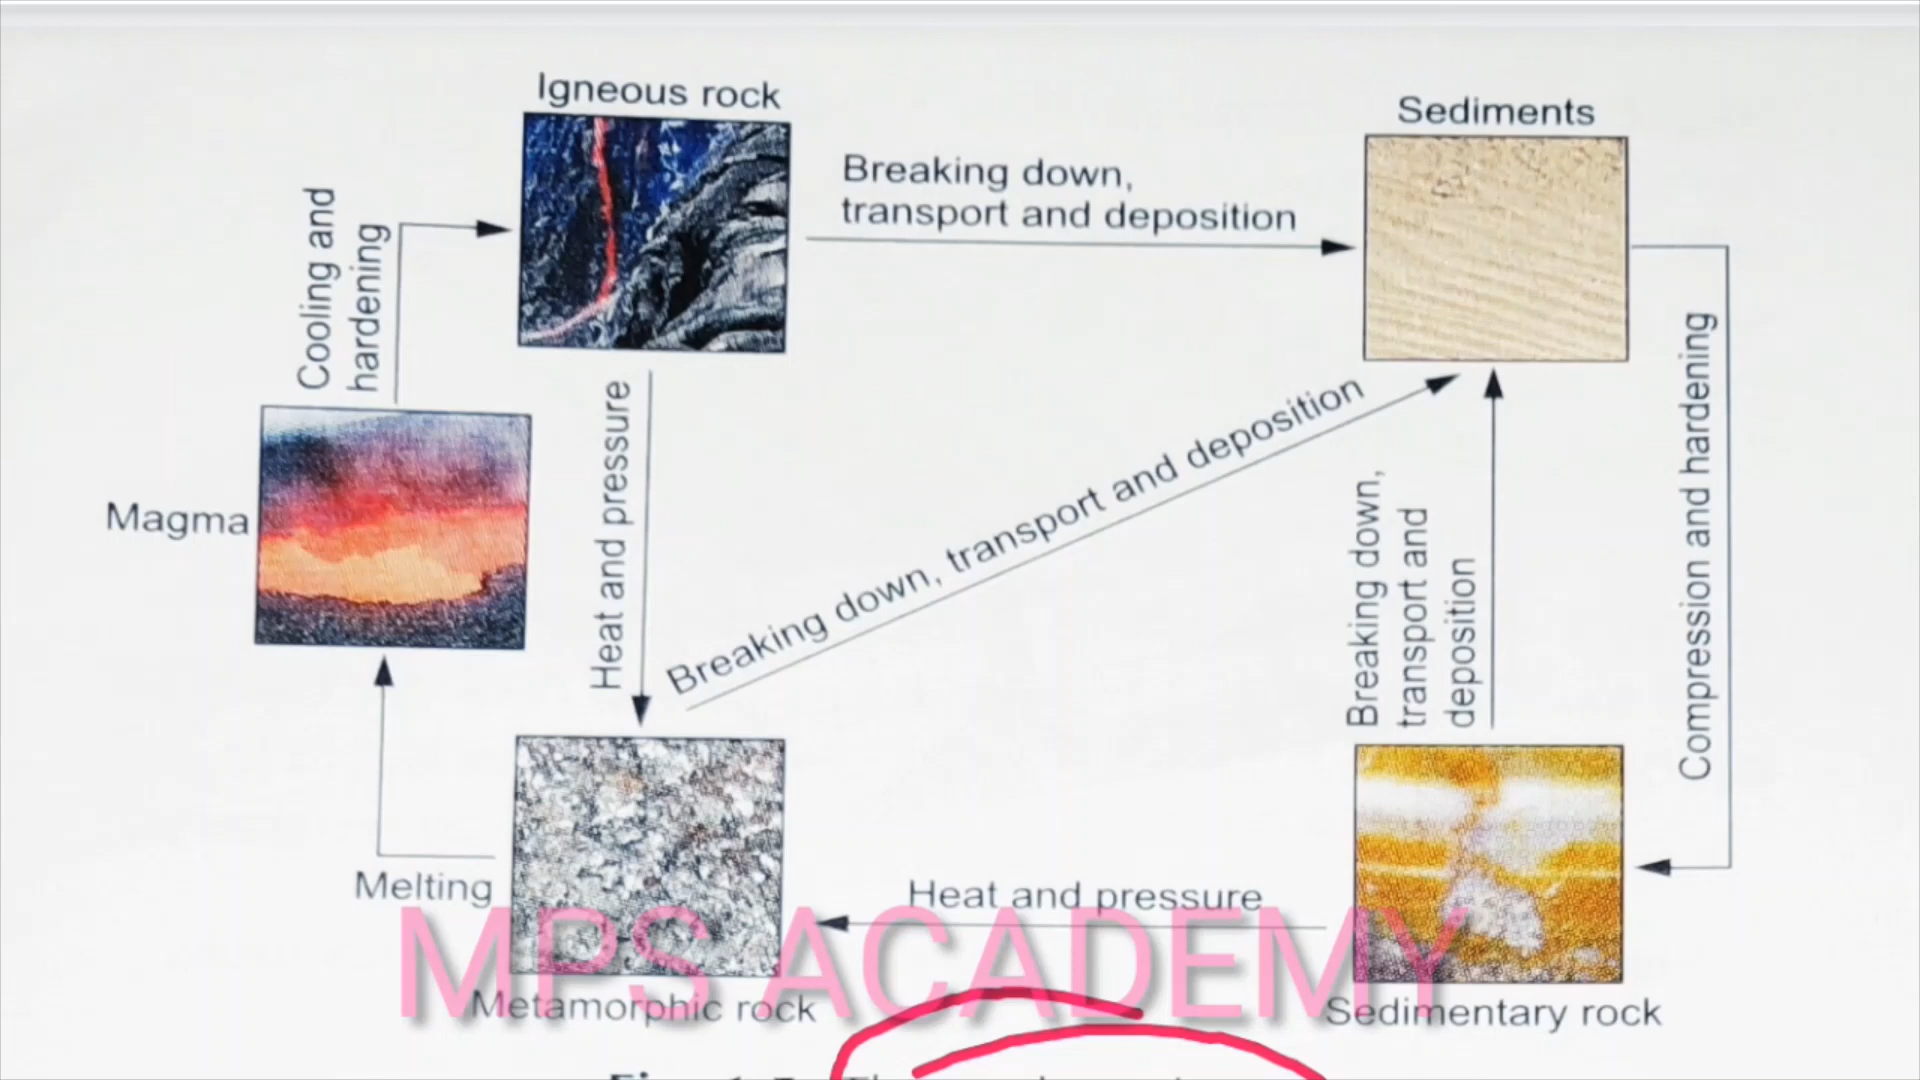 Igneous rock
Sediments
Breaking down,
transport and deposition
Cooling and
hardening
Magma
Heat and pressure
Breaking down, transport and deposition
Breaking down,
transport and
deposition
Compression and hardening
Melting
Heat and pressure
MPS ACADEMY
Metamorphic rock
Sedimentary rock